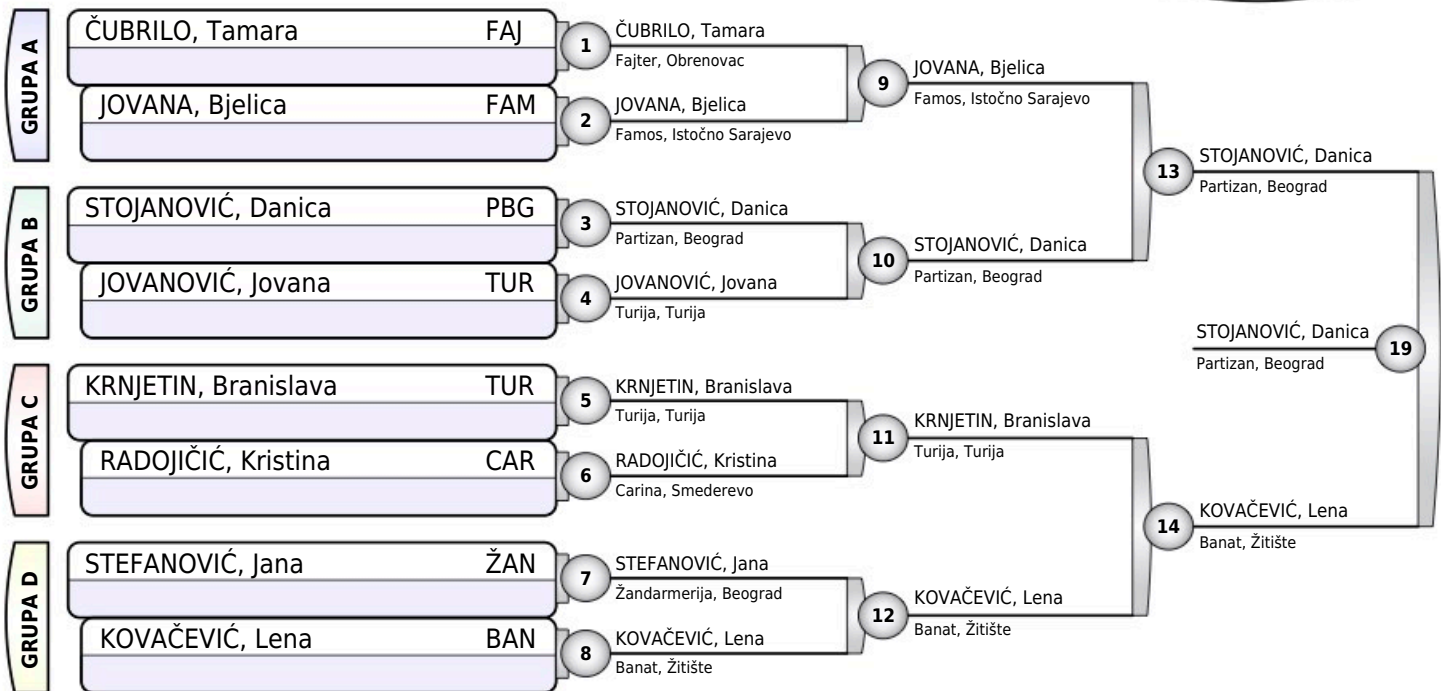 GRUPA A
ČUBRILO, Tamara FAJ
JOVANA, Bjelica FAM
GRUPA B
STOJANOVIĆ, Danica PBG
JOVANOVIĆ, Jovana TUR
GRUPA C
KRNJETIN, Branislava TUR
RADOJIČIĆ, Kristina CAR
GRUPA D
STEFANOVIĆ, Jana ŽAN
KOVAČEVIĆ, Lena BAN
1
ČUBRILO, Tamara
Fajter, Obrenovac
2
JOVANA, Bjelica
Famos, Istočno Sarajevo
3
STOJANOVIĆ, Danica
Partizan, Beograd
4
JOVANOVIĆ, Jovana
Turija, Turija
5
KRNJETIN, Branislava
Turija, Turija
6
RADOJIČIĆ, Kristina
Carina, Smederevo
7
STEFANOVIĆ, Jana
Žandarmerija, Beograd
8
KOVAČEVIĆ, Lena
Banat, Žitište
9
JOVANA, Bjelica
Famos, Istočno Sarajevo
10
STOJANOVIĆ, Danica
Partizan, Beograd
11
KRNJETIN, Branislava
Turija, Turija
12
KOVAČEVIĆ, Lena
Banat, Žitište
13
STOJANOVIĆ, Danica
Partizan, Beograd
14
KOVAČEVIĆ, Lena
Banat, Žitište
STOJANOVIĆ, Danica
Partizan, Beograd
19